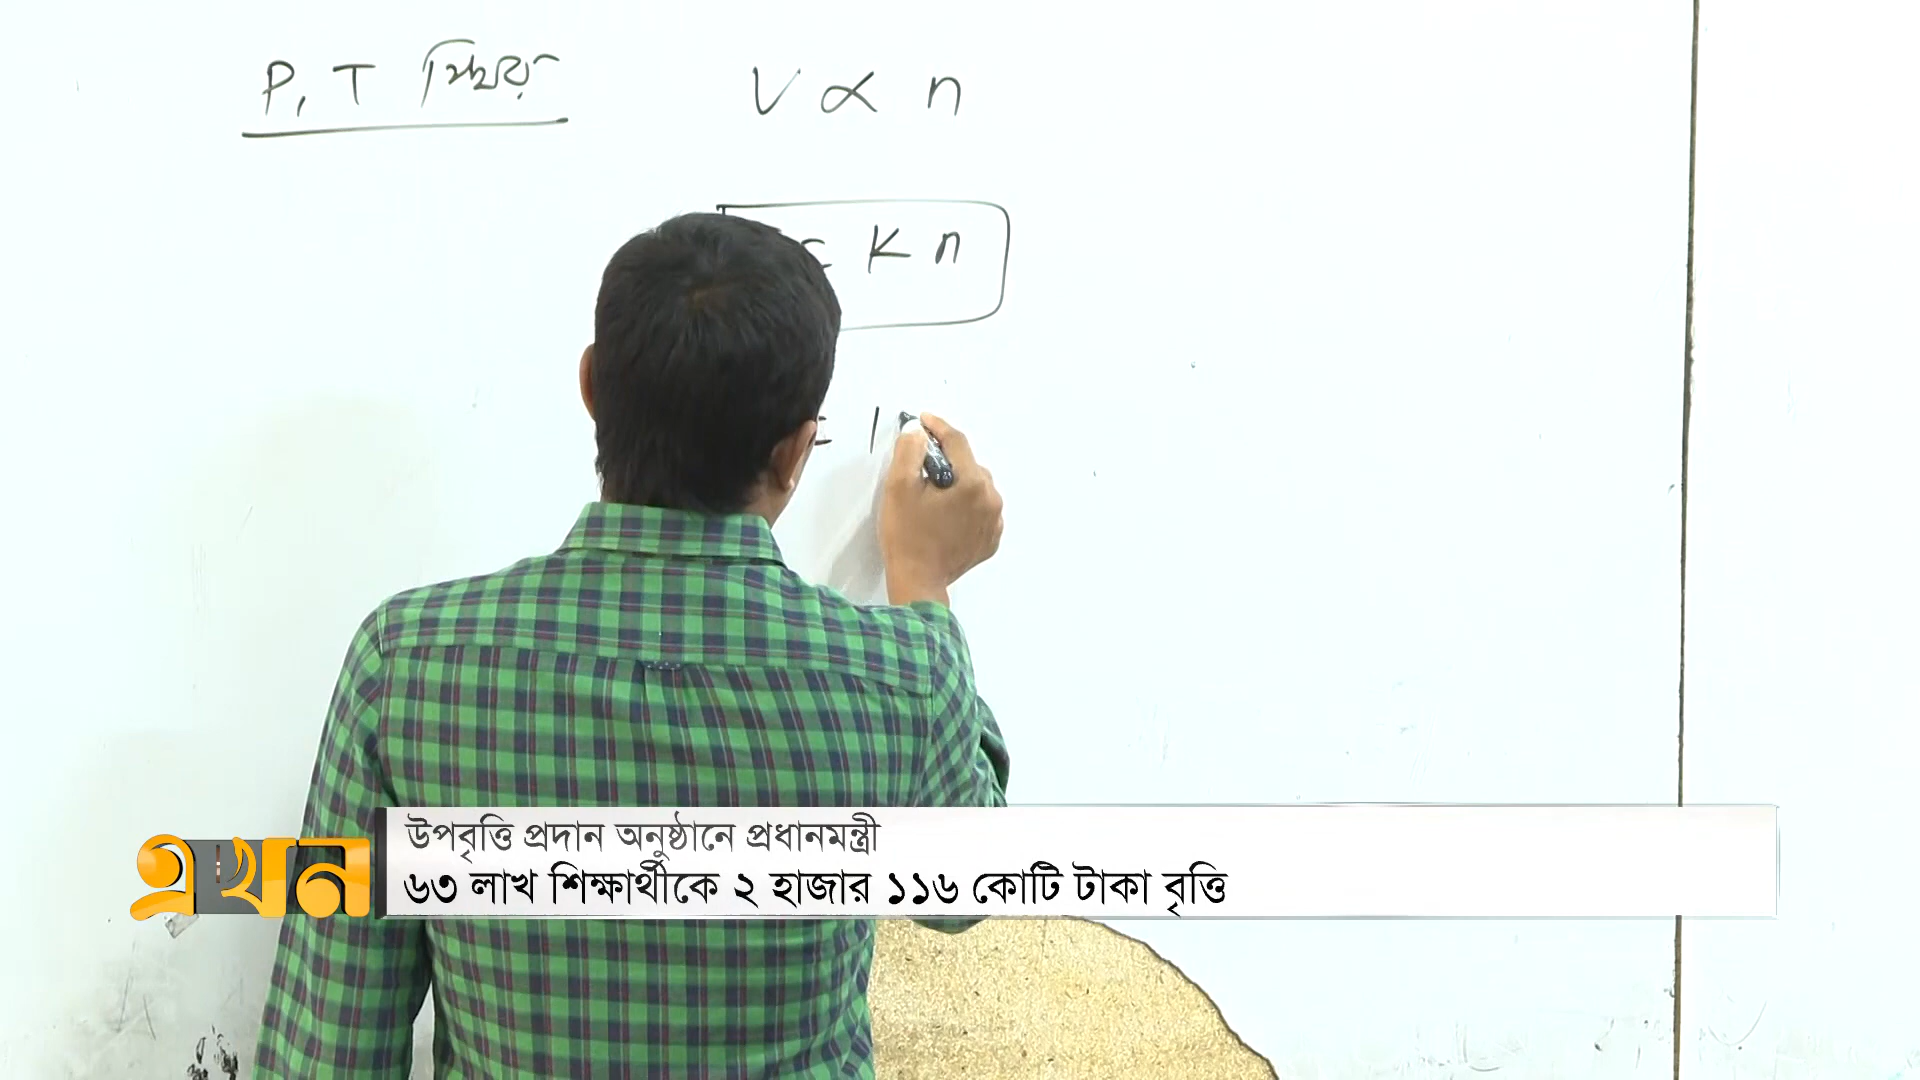 P, T স্থির
V ∝ n
= K n
=
এখন
উপবৃত্তি প্রদান অনুষ্ঠানে প্রধানমন্ত্রী
৬৩ লাখ শিক্ষার্থীকে ২ হাজার ১১৬ কোটি টাকা বৃত্তি